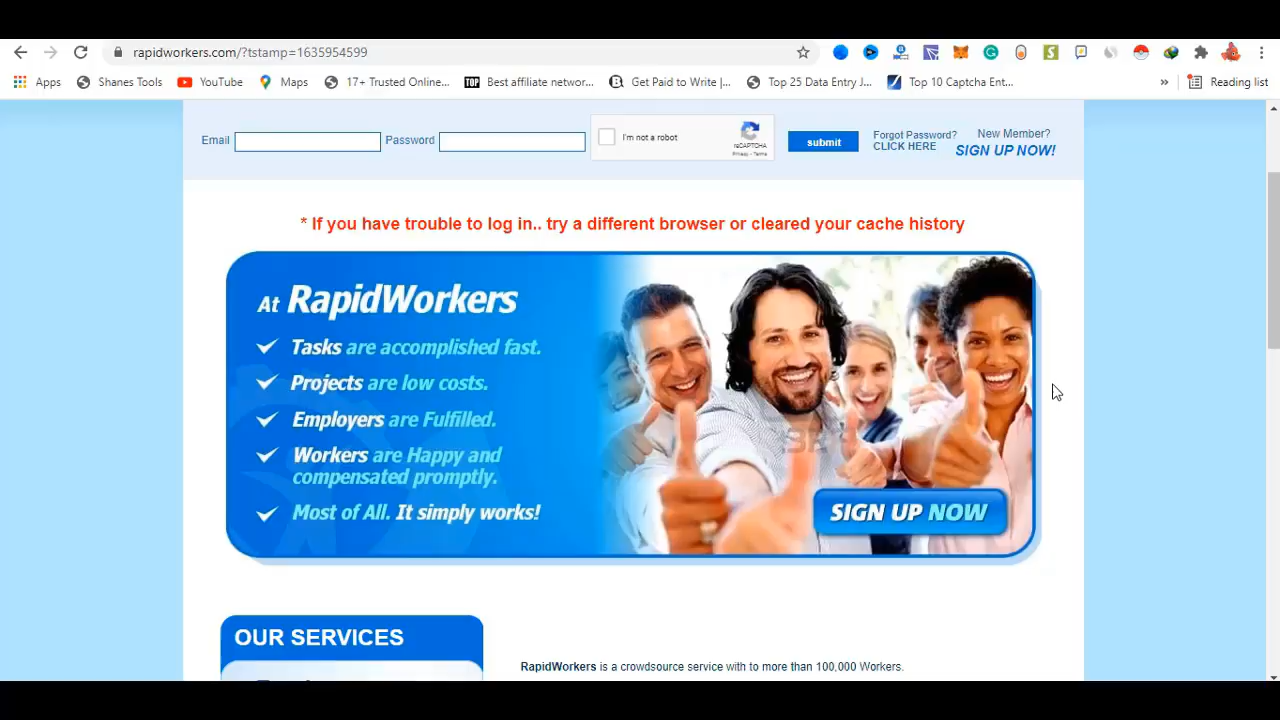 rapidworkers.com/?tstamp=1635954599
Apps Shanes Tools YouTube Maps 17+ Trusted Online... TOP Best affiliate networ... Get Paid to Write |... Top 25 Data Entry J... Top 10 Captcha Ent... » Reading list
Email Password I'm not a robot reCAPTCHA Privacy - Terms submit Forgot Password? CLICK HERE New Member? SIGN UP NOW!
* If you have trouble to log in.. try a different browser or cleared your cache history
At RapidWorkers
Tasks are accomplished fast.
Projects are low costs.
Employers are Fulfilled.
Workers are Happy and
compensated promptly.
Most of All. It simply works!
SIGN UP NOW
OUR SERVICES
RapidWorkers is a crowdsource service with to more than 100,000 Workers.